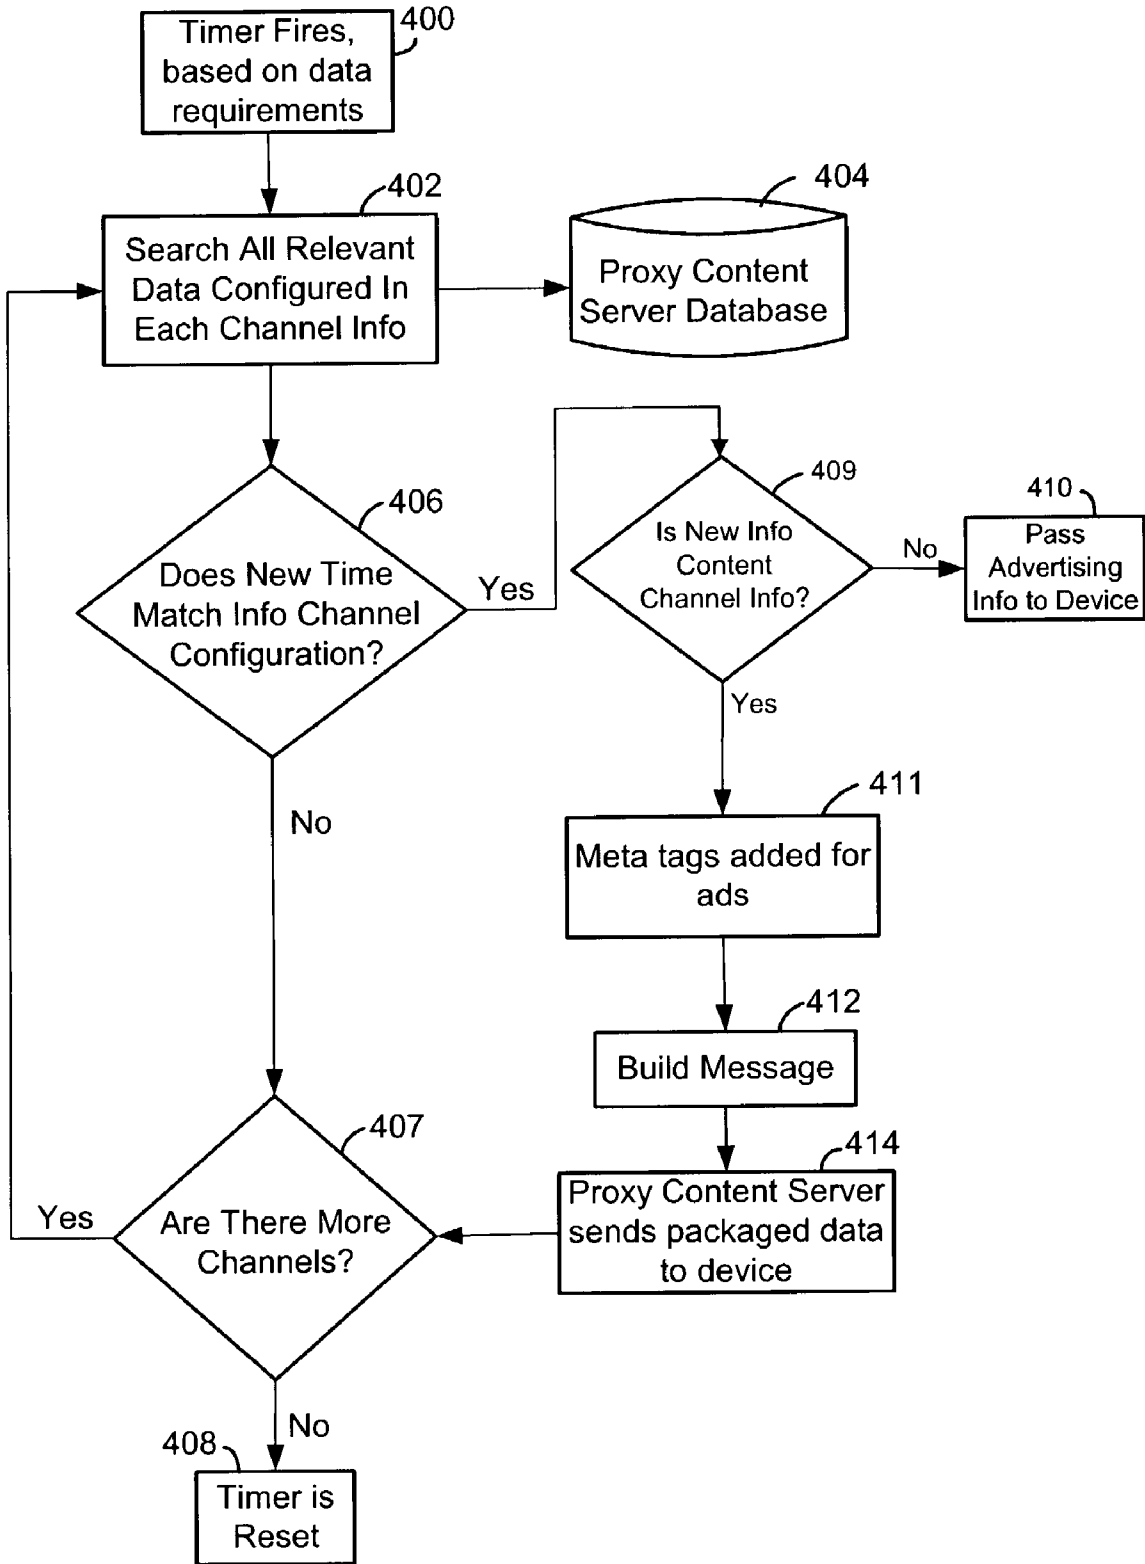 Timer Fires,
based on data
requirements
400
402
Search All Relevant
Data Configured In
Each Channel Info
404
Proxy Content
Server Database
406
Does New Time
Match Info Channel
Configuration?
Yes
No
409
Is New Info
Content
Channel Info?
No
Yes
410
Pass
Advertising
Info to Device
411
Meta tags added for
ads
412
Build Message
414
Proxy Content Server
sends packaged data
to device
407
Are There More
Channels?
Yes
No
408
Timer is
Reset